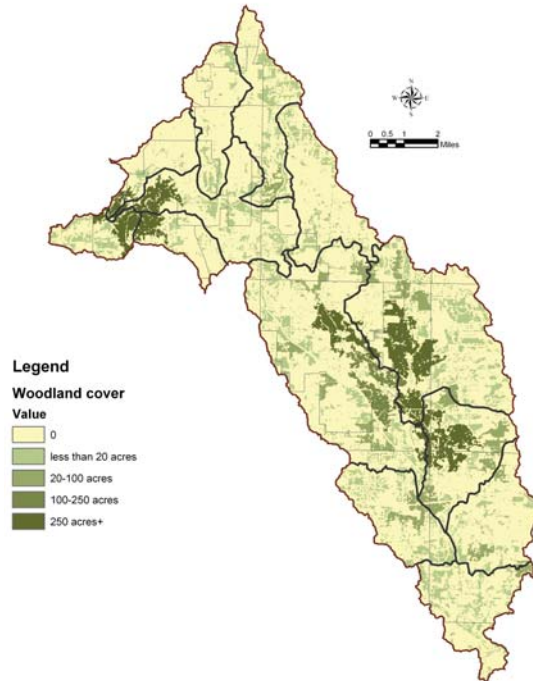 N
W E
S
0 0.5 1 2
Miles
Legend
Woodland cover
Value
0
less than 20 acres
20-100 acres
100-250 acres
250 acres+